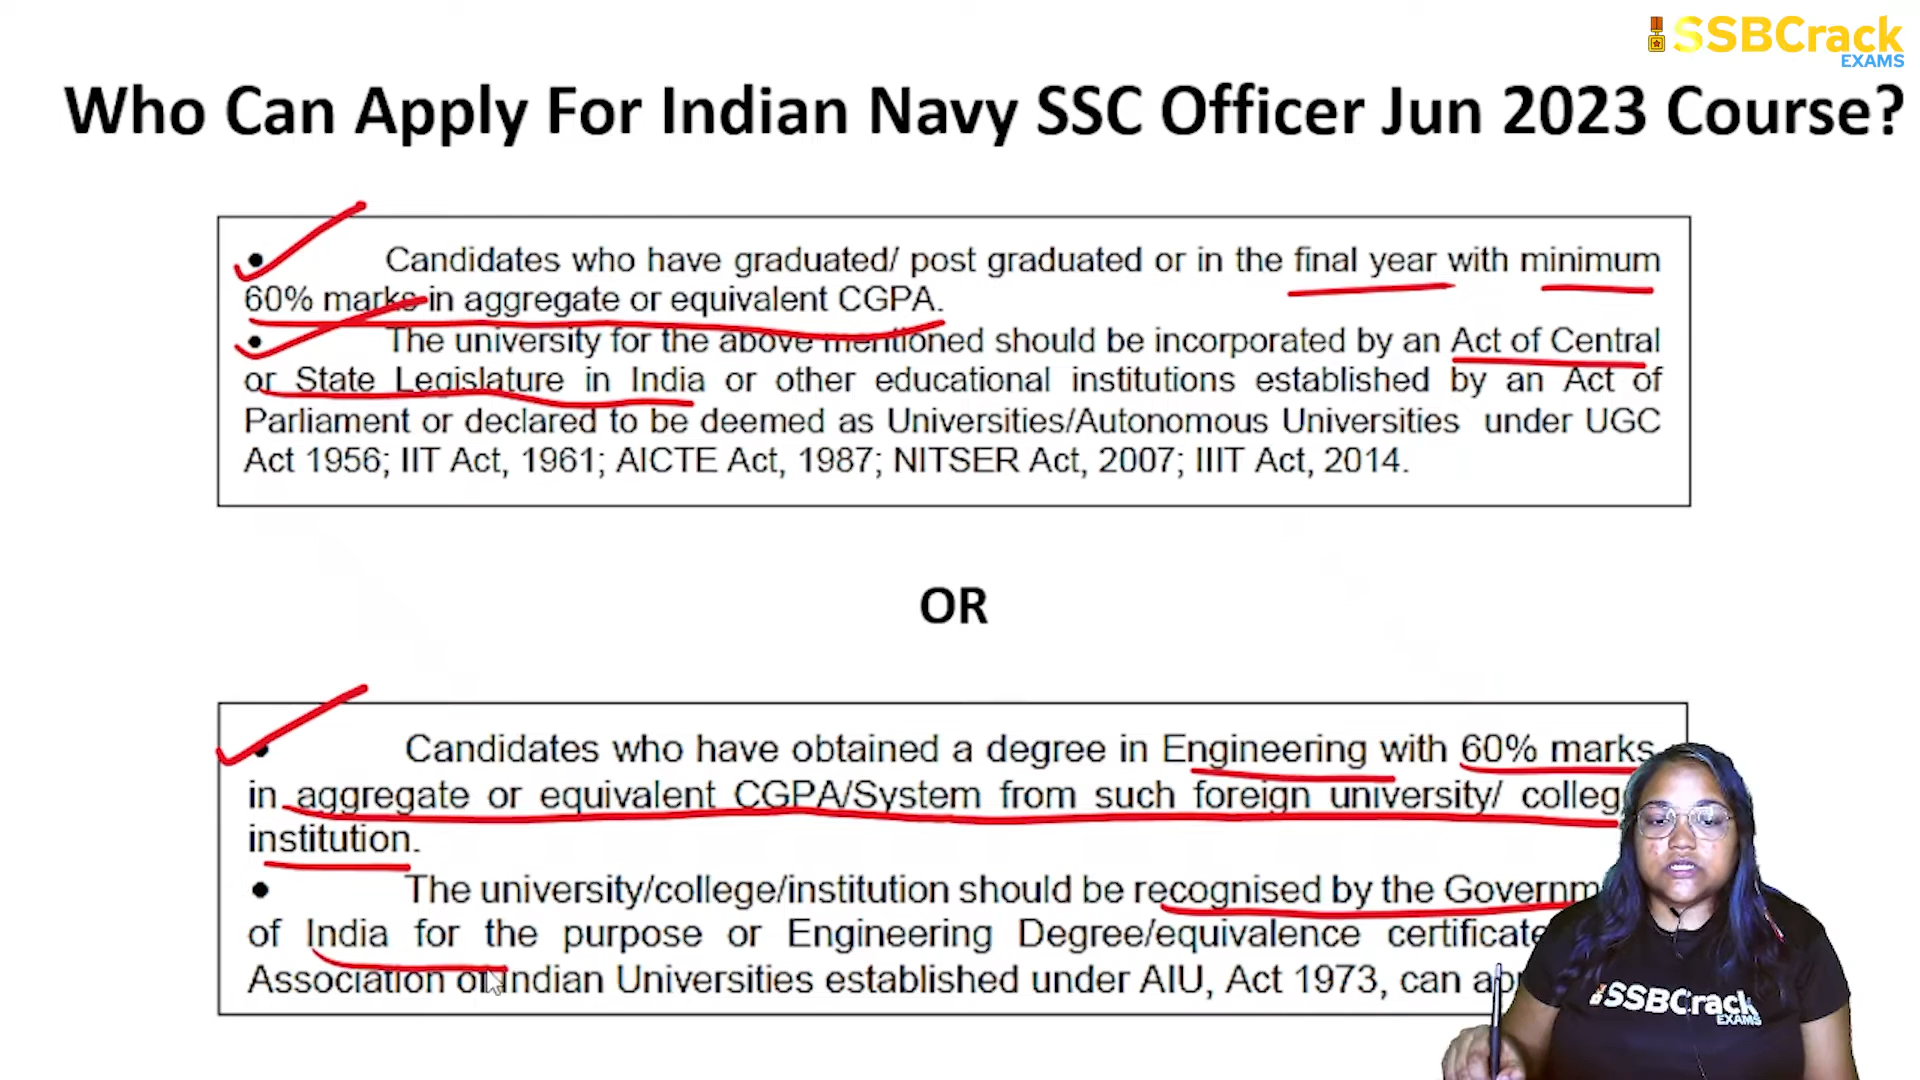 SSBCrack
EXAMS
Who Can Apply For Indian Navy SSC Officer Jun 2023 Course?
• Candidates who have graduated/ post graduated or in the final year with minimum
60% marks in aggregate or equivalent CGPA.
• The university for the above mentioned should be incorporated by an Act of Central
or State Legislature in India or other educational institutions established by an Act of
Parliament or declared to be deemed as Universities/Autonomous Universities under UGC
Act 1956; IIT Act, 1961; AICTE Act, 1987; NITSER Act, 2007; IIIT Act, 2014.
OR
• Candidates who have obtained a degree in Engineering with 60% marks
in aggregate or equivalent CGPA/System from such foreign university/
institution.
• The university/college/institution should be recognised by the
of India for the purpose or Engineering Degree/equivalence
Association of Indian Universities established under AIU, Act 1973, can
SSBCrack
EXAMS